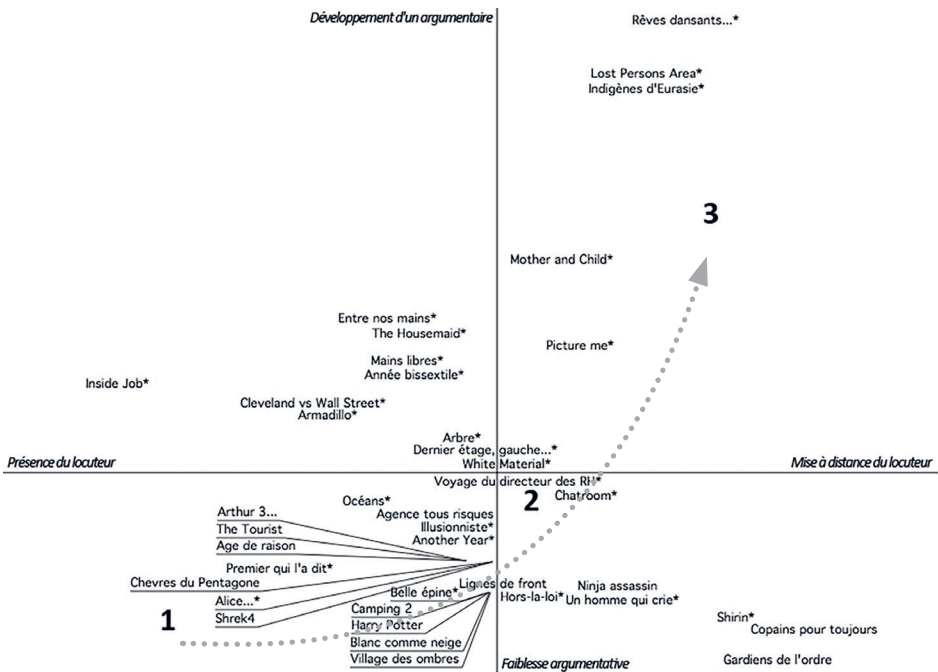 Développement d'un argumentaire
Rêves dansants...*
Lost Persons Area*
Indigènes d'Eurasie*
3
Mother and Child*
Entre nos mains*
The Housemaid*
Picture me*
Mains libres*
Année bissextile*
Inside Job*
Cleveland vs Wall Street*
Armadillo*
Arbre*
Dernier étage, gauche...*
White Material*
Présence du locuteur
Mise à distance du locuteur
Voyage du directeur des RH*
Chatroom*
2
Océans*
Agence tous risques
Arthur 3...
Illusionniste*
The Tourist
Another Year*
Age de raison
Premier qui l'a dit*
Chevres du Pentagone
Lignes de front
Ninja assassin
Belle épine*
Hors-la-loi*
Un homme qui crie*
Alice...*
Camping 2
1
Shrek4
Shirin*
Harry Potter
Copains pour toujours
Blanc comme neige
Village des ombres
Gardiens de l'ordre
Faiblesse argumentative